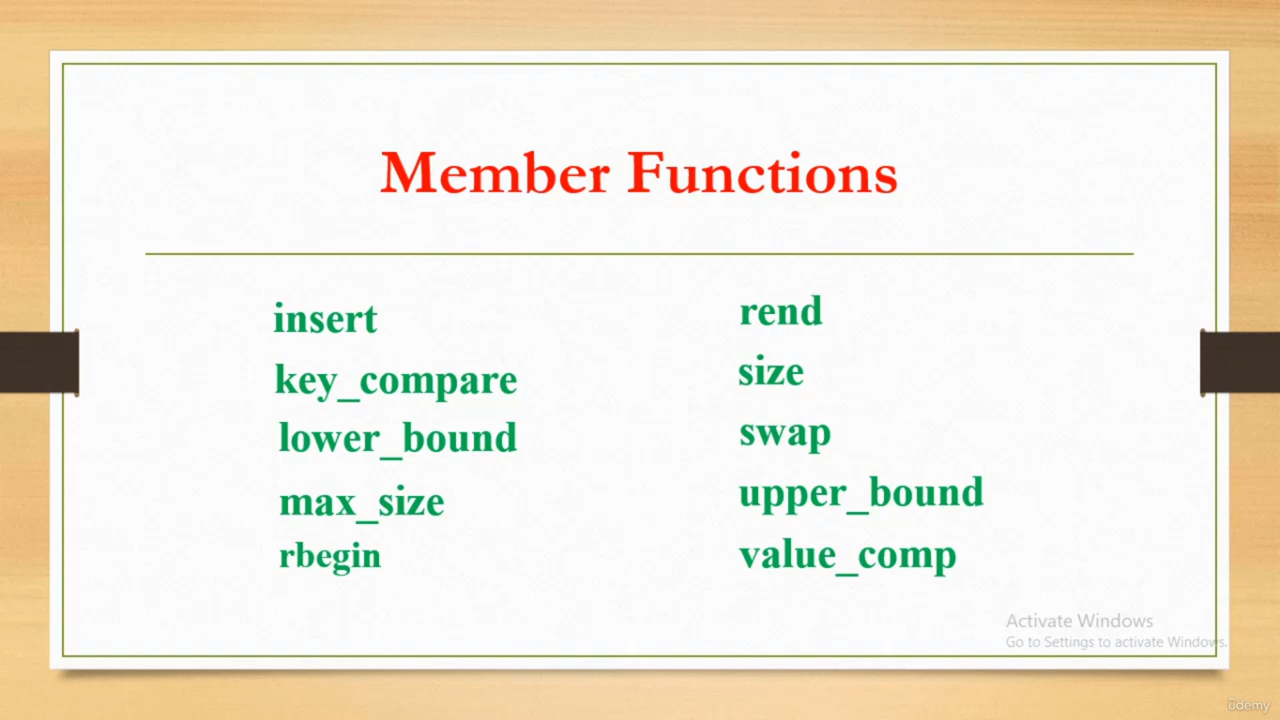 Member Functions
insert
key_compare
lower_bound
max_size
rbegin
rend
size
swap
upper_bound
value_comp
Activate Windows
Go to Settings to activate Windows.
ûdemy